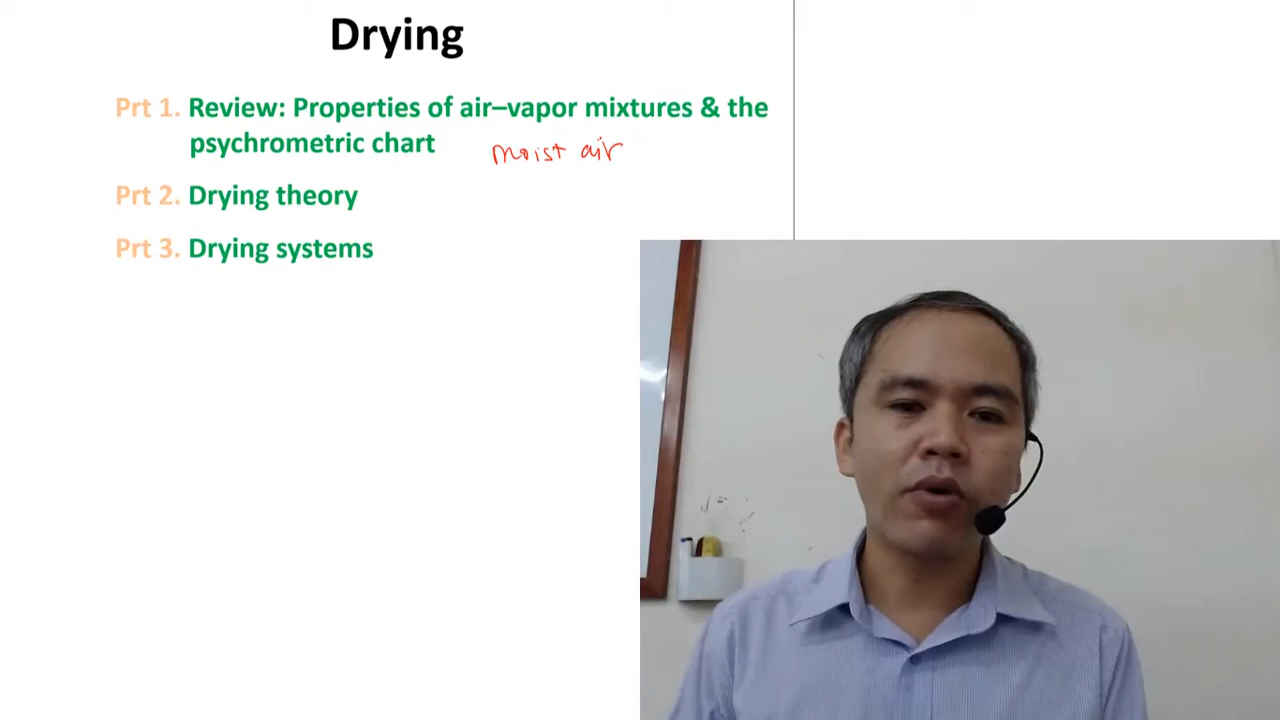 Drying
Prt 1. Review: Properties of air–vapor mixtures & the
psychrometric chart
moist air
Prt 2. Drying theory
Prt 3. Drying systems